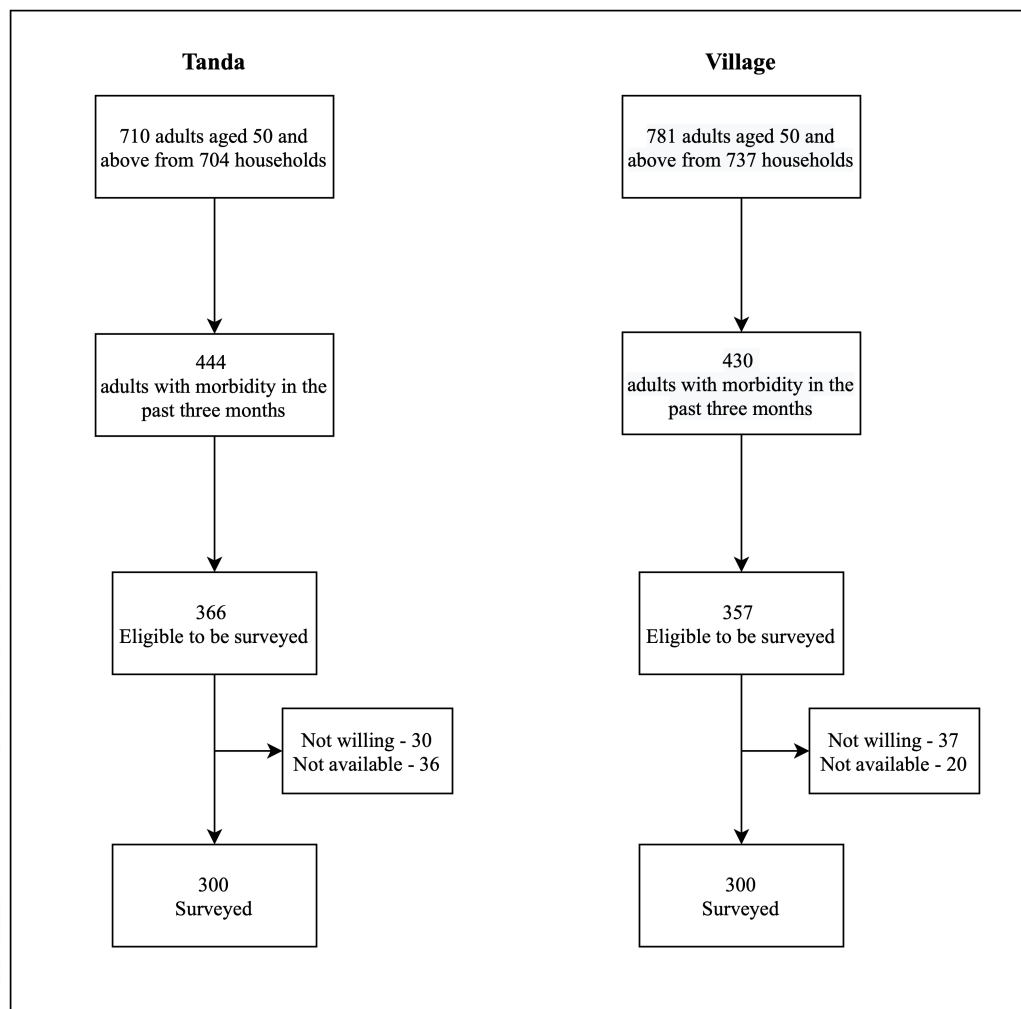 Tanda
710 adults aged 50 and
above from 704 households
444
adults with morbidity in the
past three months
366
Eligible to be surveyed
Not willing - 30
Not available - 36
300
Surveyed
Village
781 adults aged 50 and
above from 737 households
430
adults with morbidity in the
past three months
357
Eligible to be surveyed
Not willing - 37
Not available - 20
300
Surveyed